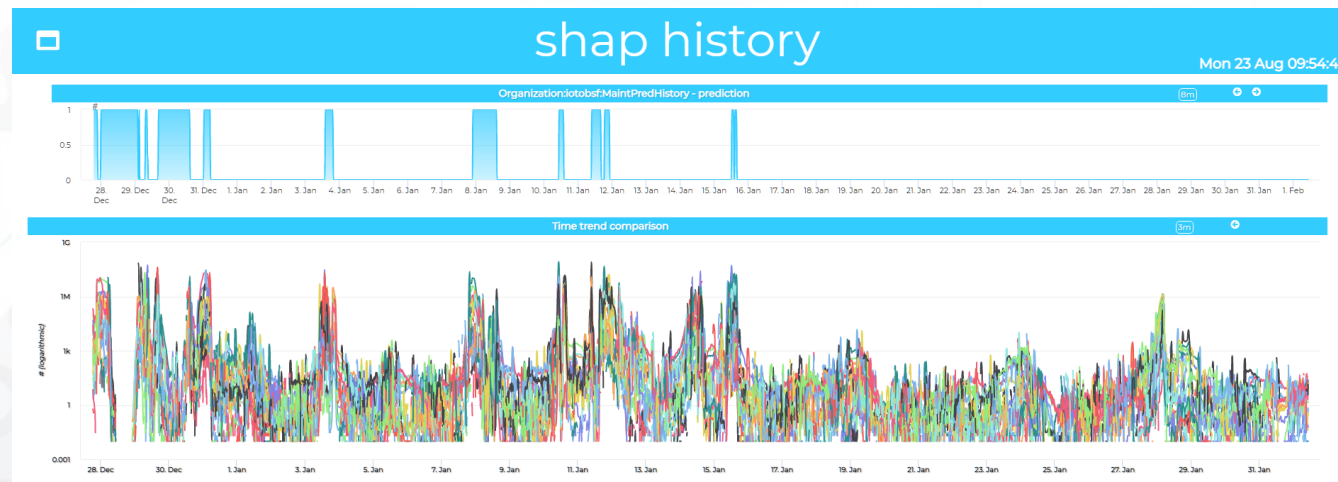 shap history
Mon 23 Aug 09:54:4
Organization:iotobsf:MaintPredHistory - prediction
8m
1
0.5
0
28. Dec 29. Dec 30. Dec 31. Dec 1. Jan 2. Jan 3. Jan 4. Jan 5. Jan 6. Jan 7. Jan 8. Jan 9. Jan 10. Jan 11. Jan 12. Jan 13. Jan 14. Jan 15. Jan 16. Jan 17. Jan 18. Jan 19. Jan 20. Jan 21. Jan 22. Jan 23. Jan 24. Jan 25. Jan 26. Jan 27. Jan 28. Jan 29. Jan 30. Jan 31. Jan 1. Feb
Time trend comparison
3m
# (logarithmic)
1G
1M
1k
1
0.001
28. Dec 30. Dec 1. Jan 3. Jan 5. Jan 7. Jan 9. Jan 11. Jan 13. Jan 15. Jan 17. Jan 19. Jan 21. Jan 23. Jan 25. Jan 27. Jan 29. Jan 31. Jan